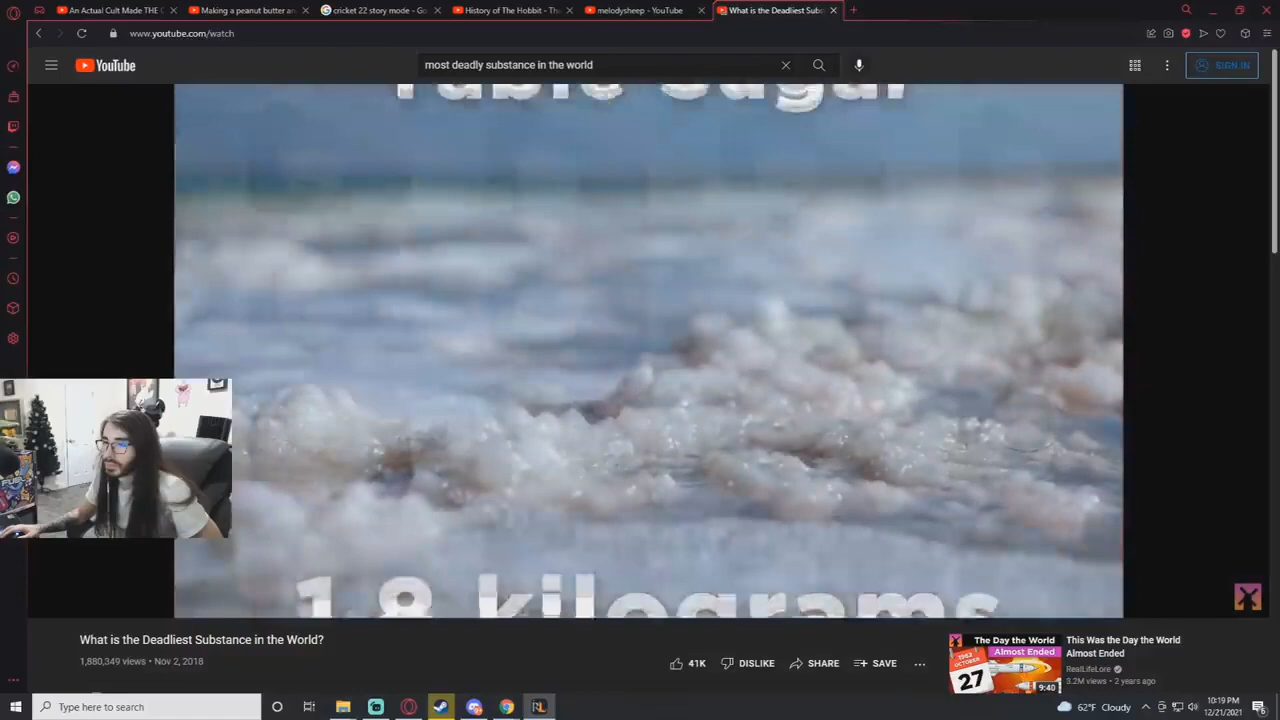 An Actual Cult Made THE (
Making a peanut butter an
cricket 22 story mode - Go
History of The Hobbit - Tha
melodysheep - YouTube
What is the Deadliest Subs
www.youtube.com/watch
YouTube
most deadly substance in the world
SIGN IN
Table Sugar
1.8 kilograms
What is the Deadliest Substance in the World?
1,880,349 views • Nov 2, 2018
41K
DISLIKE
SHARE
SAVE
The Day the World
Almost Ended
1962
OCTOBER
27
9:40
This Was the Day the World
Almost Ended
RealLifeLore
3.2M views • 2 years ago
Type here to search
62°F Cloudy
10:19 PM
12/21/2021